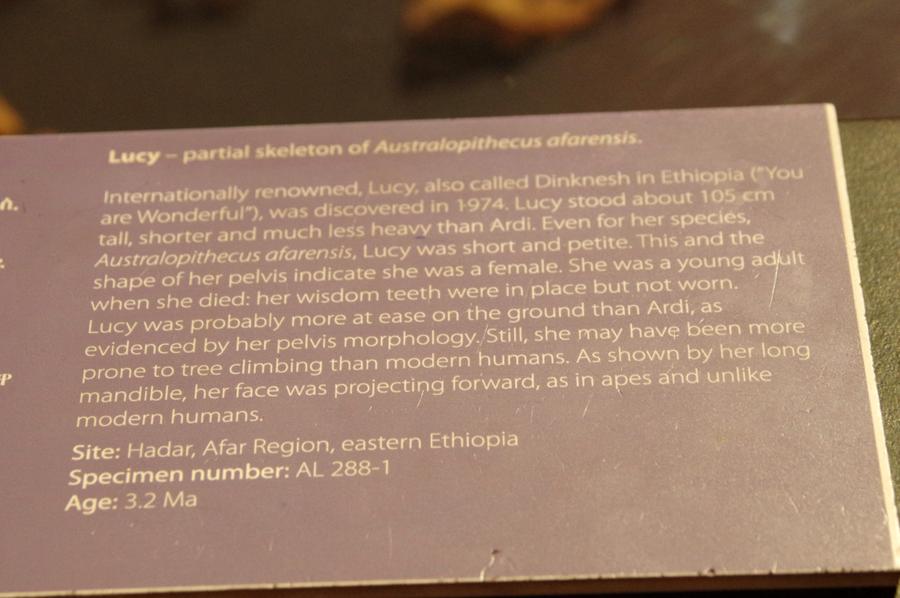 Lucy – partial skeleton of Australopithecus afarensis.
Internationally renowned, Lucy, also called Dinknesh in Ethiopia ("You
are Wonderful"), was discovered in 1974. Lucy stood about 105 cm
tall, shorter and much less heavy than Ardi. Even for her species,
Australopithecus afarensis, Lucy was short and petite. This and the
shape of her pelvis indicate she was a female. She was a young adult
when she died: her wisdom teeth were in place but not worn.
Lucy was probably more at ease on the ground than Ardi, as
evidenced by her pelvis morphology. Still, she may have been more
prone to tree climbing than modern humans. As shown by her long
mandible, her face was projecting forward, as in apes and unlike
modern humans.
Site: Hadar, Afar Region, eastern Ethiopia
Specimen number: AL 288-1
Age: 3.2 Ma